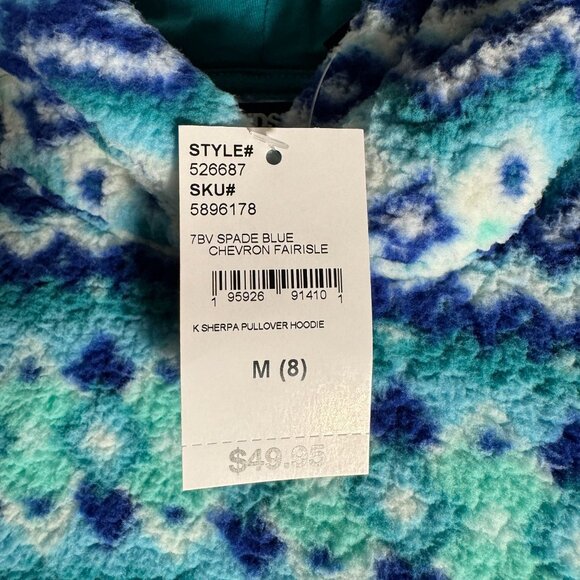 STYLE#
526687
SKU#
5896178
7BV SPADE BLUE
CHEVRON FAIRISLE
1 95926 91410 1
K SHERPA PULLOVER HOODIE
M (8)
$49.95